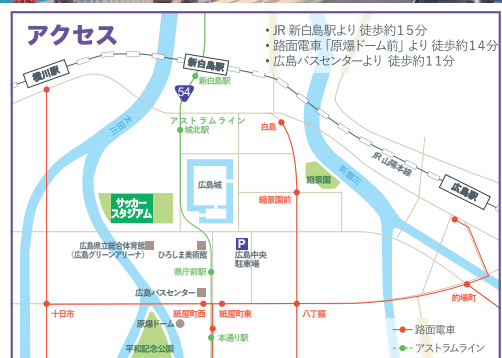 アクセス
・JR 新白島駅より 徒歩約15分
・路面電車「原爆ドーム前」より 徒歩約14分
・広島バスセンターより 徒歩約11分
横川駅
新白島駅
新白島駅
54
アストラムライン
城北駅
白島
太田川
JR 山陽本線
広島駅
広島城
縮景園
縮景園前
サッカー
スタジアム
広島県立総合体育館
(広島グリーンアリーナ)
ひろしま美術館
P
広島中央
駐車場
県庁前駅
広島バスセンター
的場町
十日市
紙屋町西
紙屋町東
八丁堀
原爆ドーム
本通り駅
平和記念公園
路面電車
アストラムライン